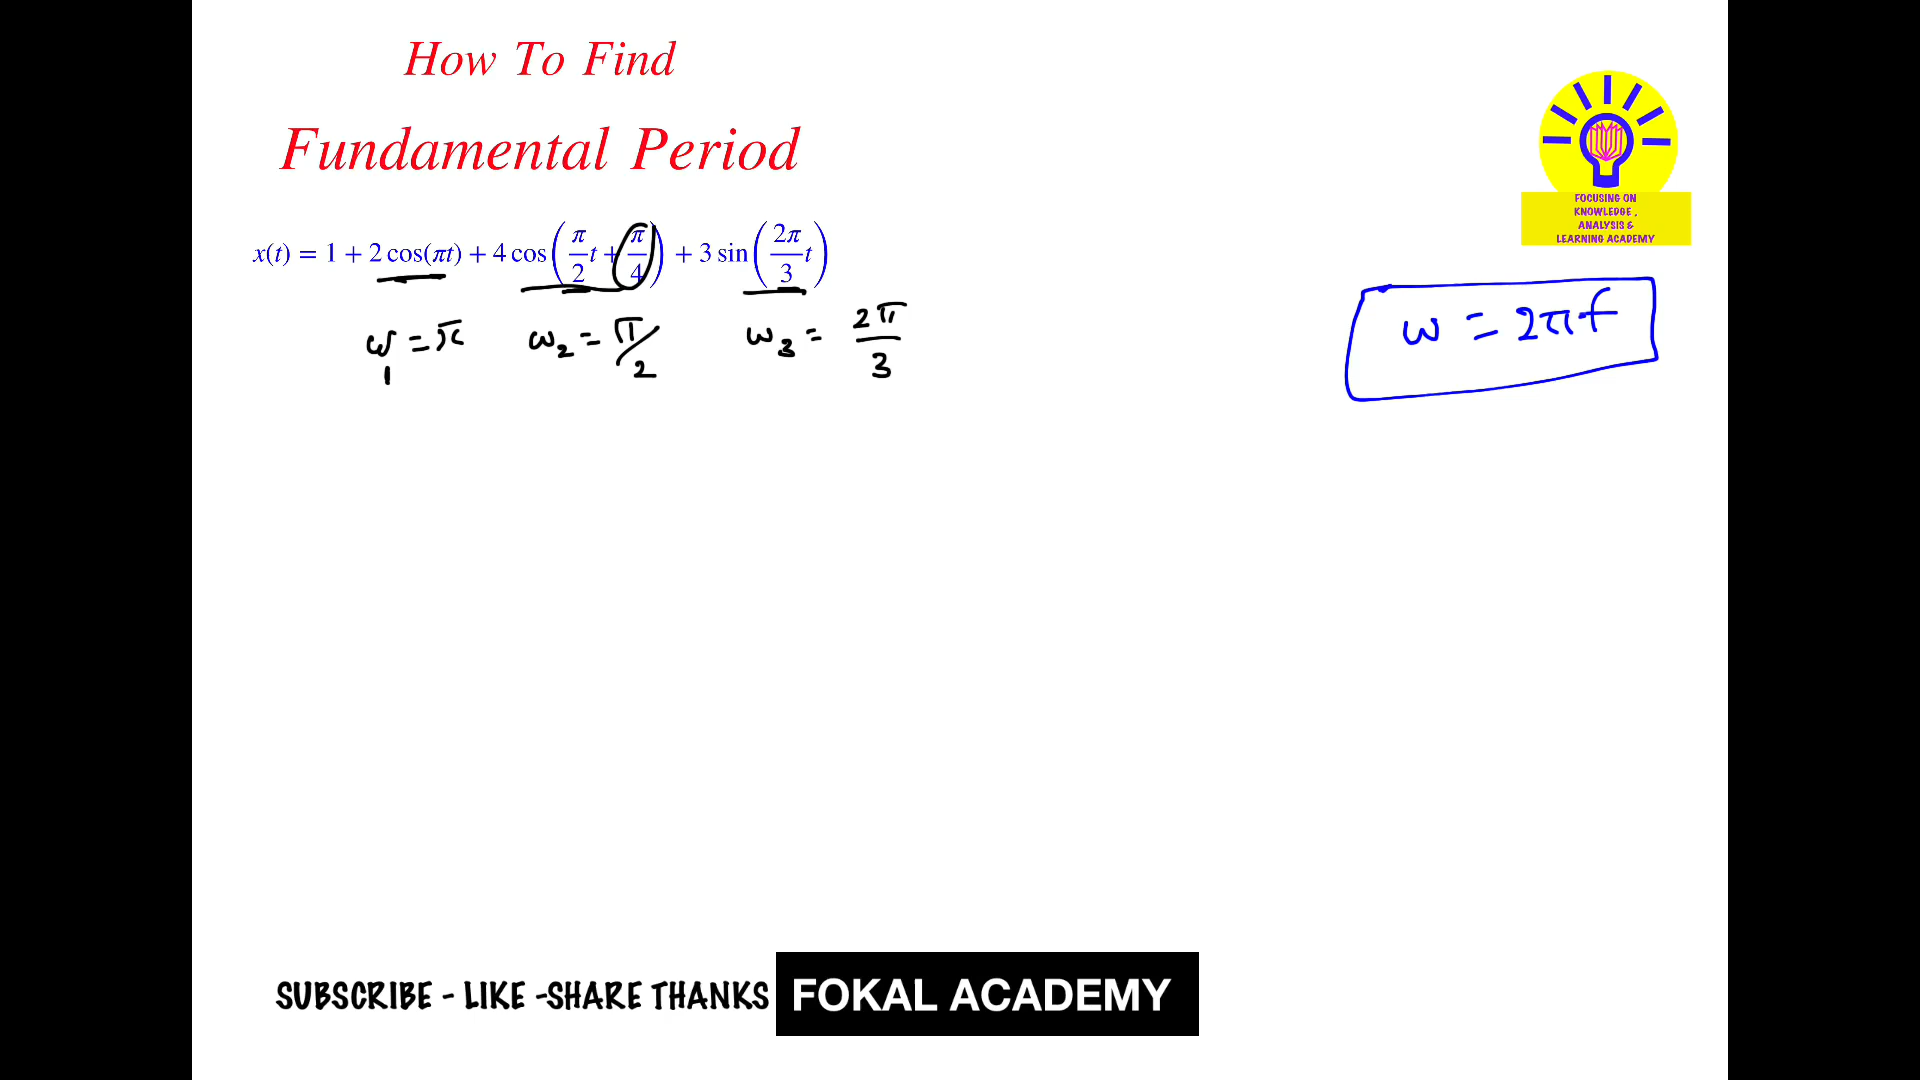 How To Find
Fundamental Period
x(t) = 1 + 2 cos(πt) + 4 cos(π/2 t + π/4) + 3 sin(2π/3 t)
ω₁ = π ω₂ = π/2 ω₃ = 2π/3
ω = 2πf
FOCUSING ON
KNOWLEDGE ,
ANALYSIS &
LEARNING ACADEMY
SUBSCRIBE - LIKE -SHARE THANKS FOKAL ACADEMY